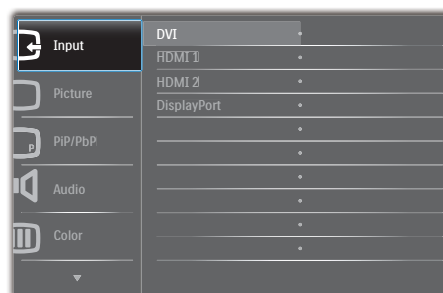 Input
Picture
PiP/PbP
P
Audio
Color
DVI
HDMI 1
HDMI 2
DisplayPort